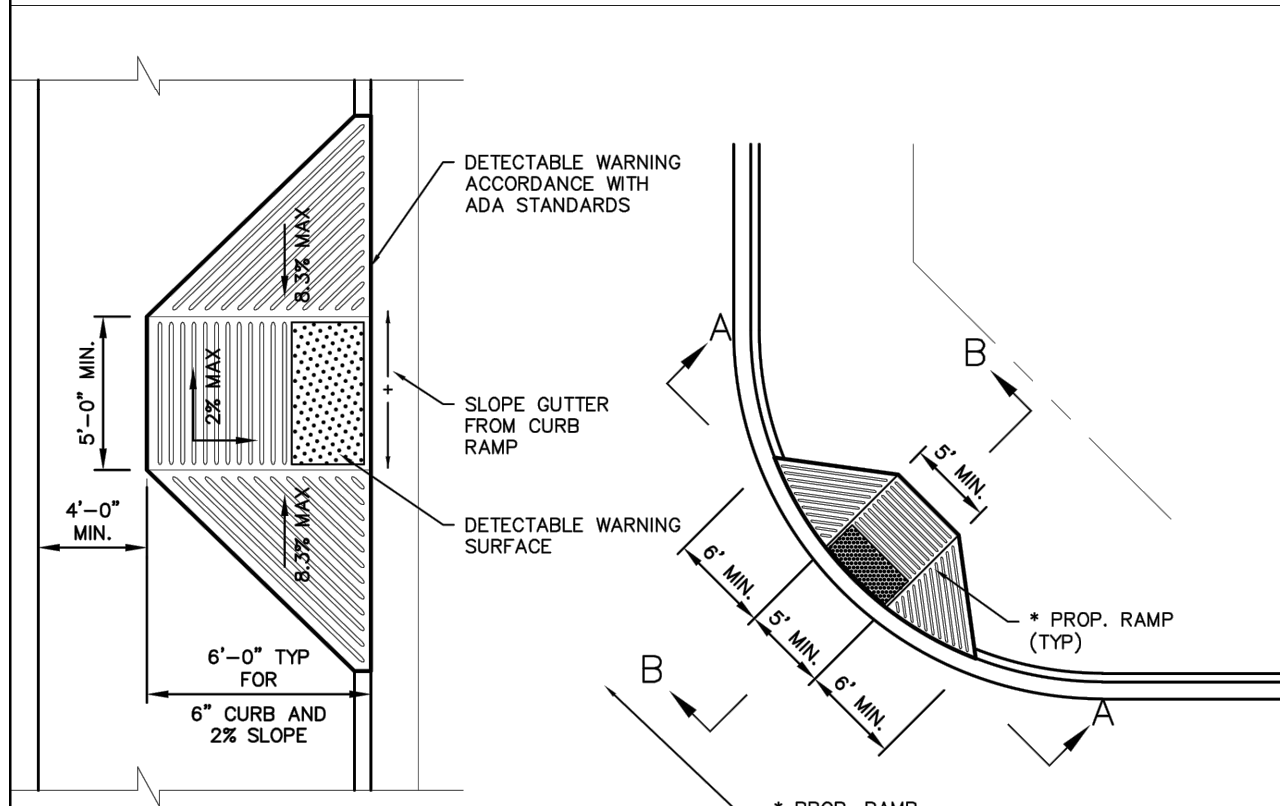 DETECTABLE WARNING
ACCORDANCE WITH
ADA STANDARDS
8.3% MAX
5'-0" MIN.
2% MAX
SLOPE GUTTER
FROM CURB
RAMP
4'-0"
MIN.
8.3% MAX
DETECTABLE WARNING
SURFACE
6'-0" TYP
FOR
6" CURB AND
2% SLOPE
A
B
5' MIN.
6' MIN.
5' MIN.
6' MIN.
* PROP. RAMP
(TYP)
B
A
* PROP. RAMP